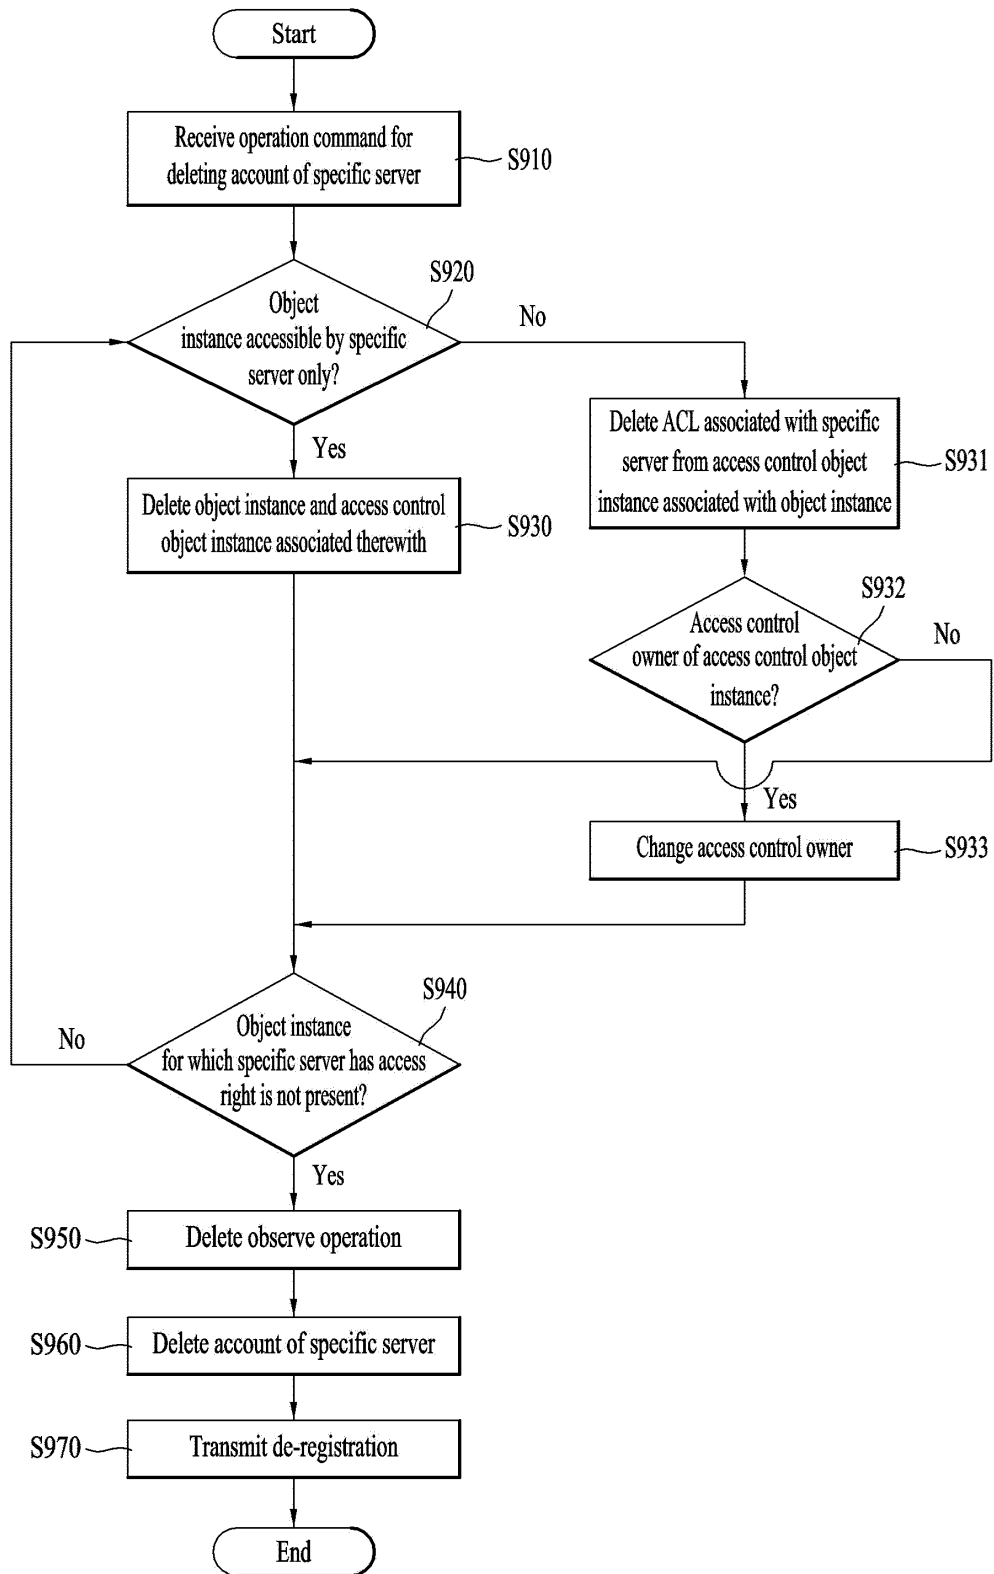 Start
Receive operation command for
deleting account of specific server
S910
S920
Object
instance accessible by specific
server only?
No
Yes
Delete ACL associated with specific
server from access control object
instance associated with object instance
S931
Delete object instance and access control
object instance associated therewith
S930
S932
Access control
owner of access control object
instance?
No
Yes
Change access control owner
S933
S940
Object instance
for which specific server has access
right is not present?
No
Yes
S950
Delete observe operation
S960
Delete account of specific server
S970
Transmit de-registration
End